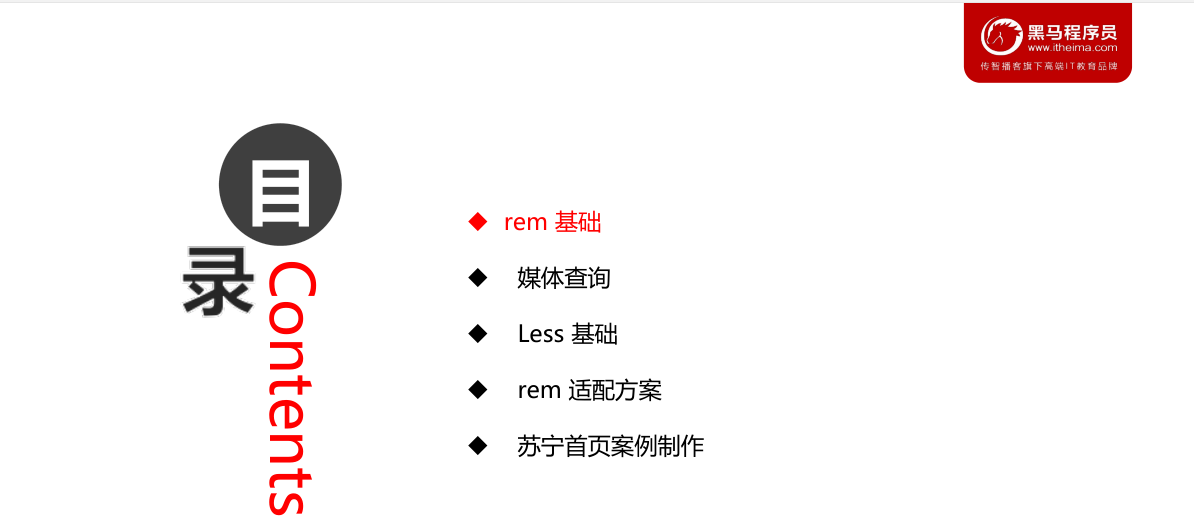 黑马程序员
www.itheima.com
传智播客旗下高端IT教育品牌
目
录
Contents
◆ rem 基础
◆ 媒体查询
◆ Less 基础
◆ rem 适配方案
◆ 苏宁首页案例制作